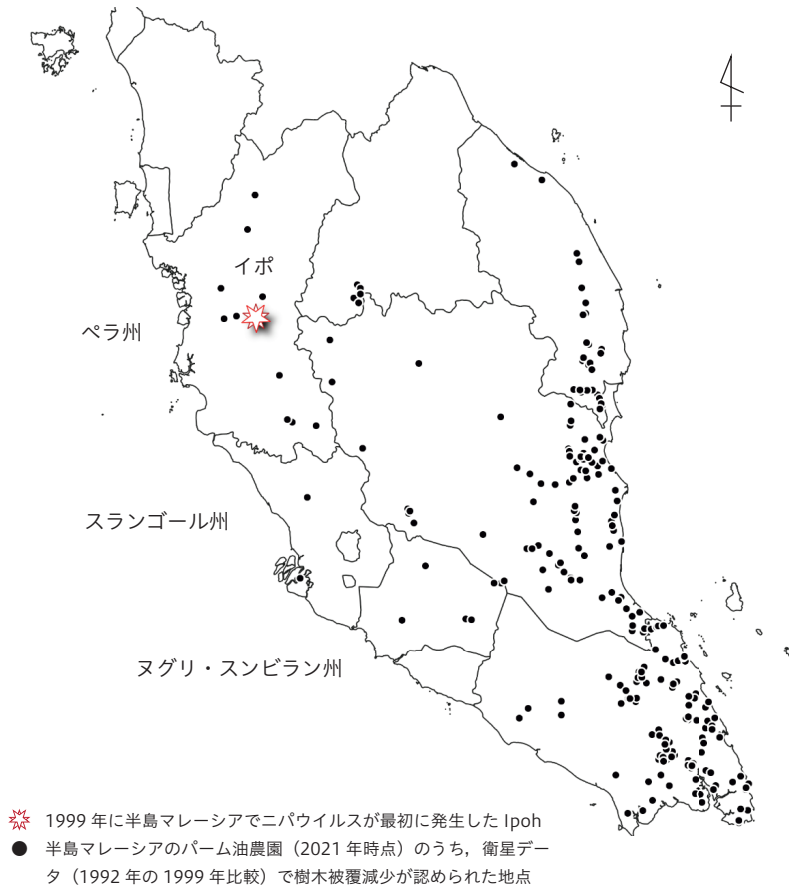 イポ
ペラ州
スランゴール州
ヌグリ・スンビラン州
1999 年に半島マレーシアでニパウイルスが最初に発生した Ipoh
半島マレーシアのパーム油農園（2021 年時点）のうち，衛星デー
タ（1992 年の 1999 年比較）で樹木被覆減少が認められた地点